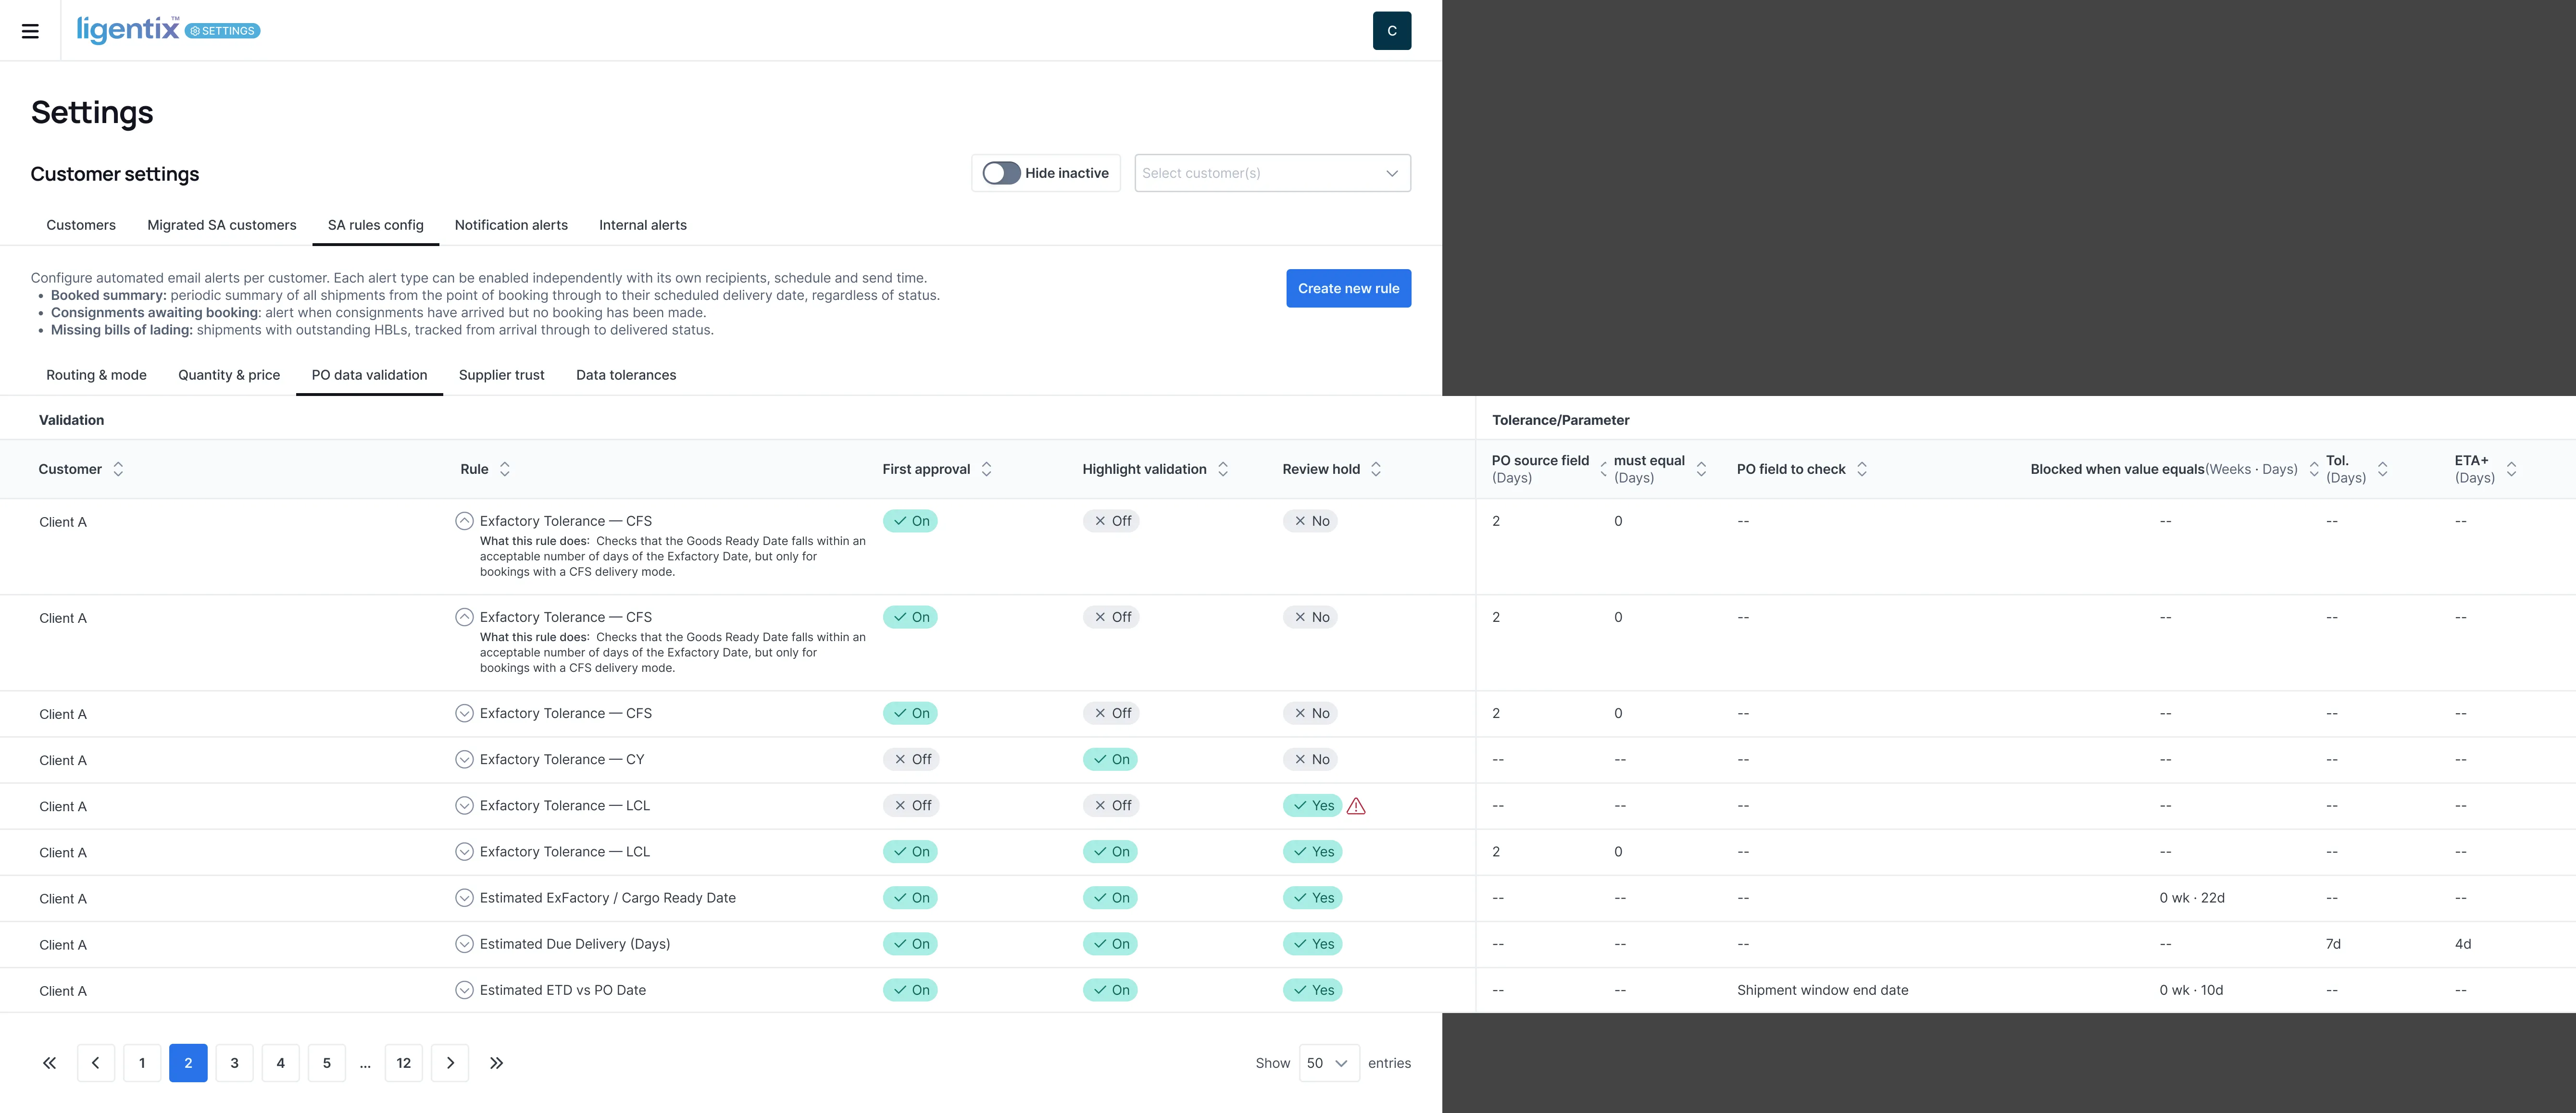 ligentix™ SETTINGS
C
Settings
Customer settings
Hide inactive
Select customer(s)
Customers Migrated SA customers SA rules config Notification alerts Internal alerts
Configure automated email alerts per customer. Each alert type can be enabled independently with its own recipients, schedule and send time.
• Booked summary: periodic summary of all shipments from the point of booking through to their scheduled delivery date, regardless of status.
• Consignments awaiting booking: alert when consignments have arrived but no booking has been made.
• Missing bills of lading: shipments with outstanding HBLs, tracked from arrival through to delivered status.
Create new rule
Routing & mode Quantity & price PO data validation Supplier trust Data tolerances
Validation Tolerance/Parameter
Customer Rule First approval Highlight validation Review hold PO source field (Days) must equal (Days) PO field to check Blocked when value equals(Weeks · Days) Tol. (Days) ETA+ (Days)
Client A Exfactory Tolerance — CFS On Off No 2 0 -- -- -- --
What this rule does: Checks that the Goods Ready Date falls within an
acceptable number of days of the Exfactory Date, but only for
bookings with a CFS delivery mode.
Client A Exfactory Tolerance — CFS On Off No 2 0 -- -- -- --
What this rule does: Checks that the Goods Ready Date falls within an
acceptable number of days of the Exfactory Date, but only for
bookings with a CFS delivery mode.
Client A Exfactory Tolerance — CFS On Off No 2 0 -- -- -- --
Client A Exfactory Tolerance — CY Off On No -- -- -- -- -- --
Client A Exfactory Tolerance — LCL Off Off Yes -- -- -- -- -- --
Client A Exfactory Tolerance — LCL On On Yes 2 0 -- -- -- --
Client A Estimated ExFactory / Cargo Ready Date On On Yes -- -- -- 0 wk · 22d -- --
Client A Estimated Due Delivery (Days) On On Yes -- -- -- -- 7d 4d
Client A Estimated ETD vs PO Date On On Yes -- -- Shipment window end date 0 wk · 10d -- --
1 2 3 4 5 ... 12
Show 50 entries